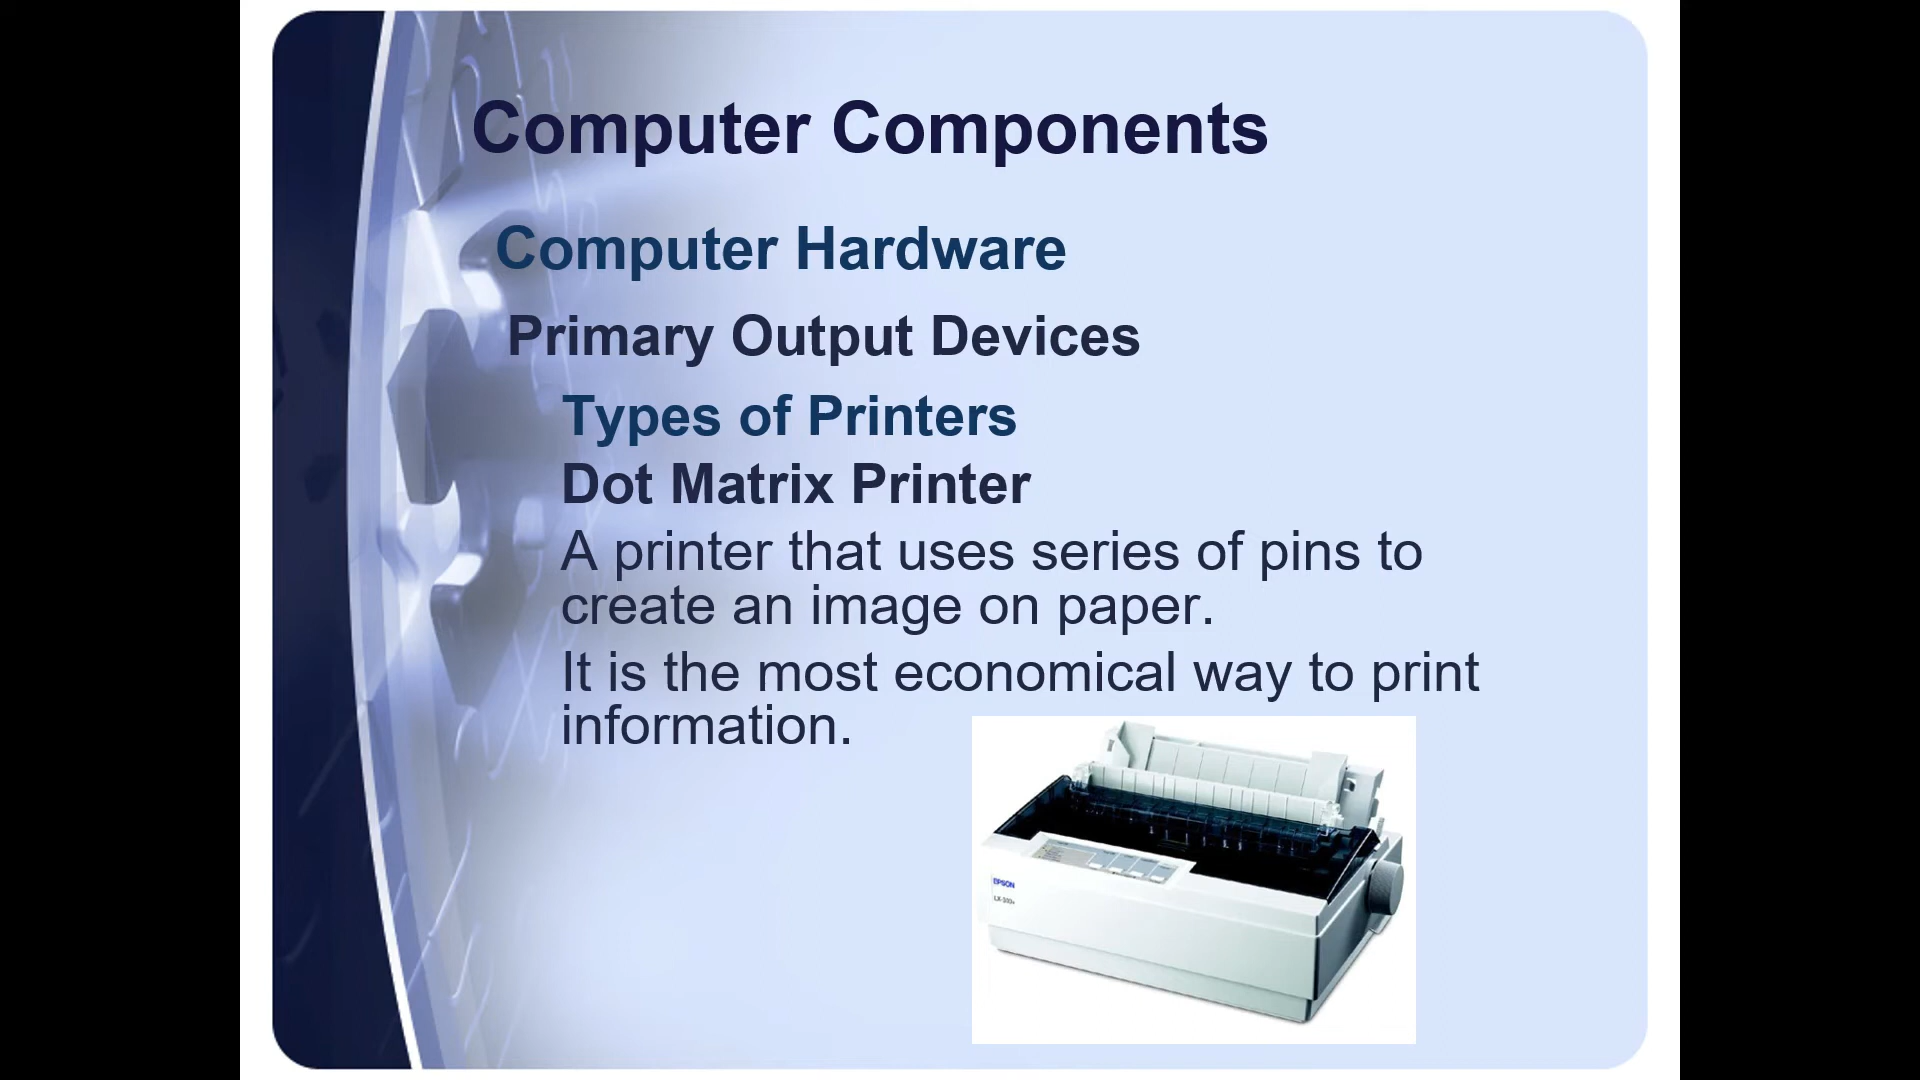 Computer Components
Computer Hardware
Primary Output Devices
Types of Printers
Dot Matrix Printer
A printer that uses series of pins to
create an image on paper.
It is the most economical way to print
information.
EPSON